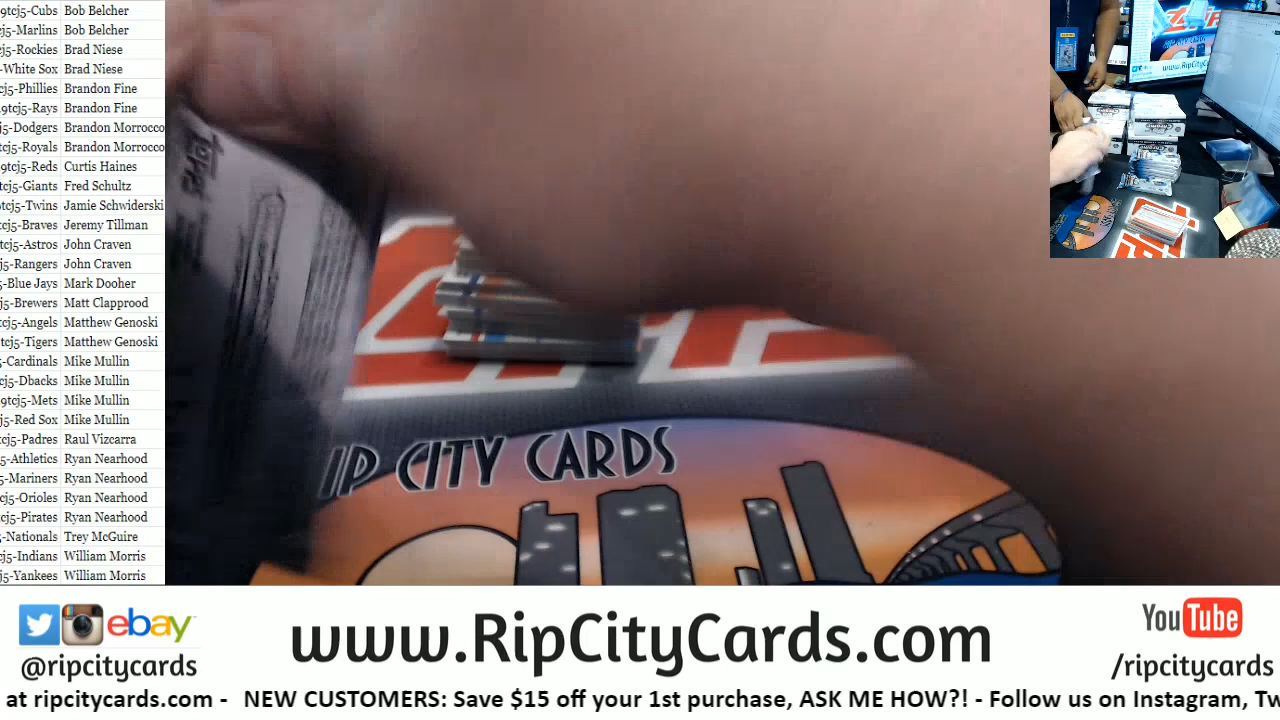 9tcj5-Cubs Bob Belcher
cj5-Marlins Bob Belcher
j5-Rockies Brad Niese
-White Sox Brad Niese
cj5-Phillies Brandon Fine
9tcj5-Rays Brandon Fine
j5-Dodgers Brandon Morrocco
tcj5-Royals Brandon Morrocco
9tcj5-Reds Curtis Haines
tcj5-Giants Fred Schultz
tcj5-Twins Jamie Schwiderski
cj5-Braves Jeremy Tillman
tcj5-Astros John Craven
j5-Rangers John Craven
5-Blue Jays Mark Dooher
j5-Brewers Matt Clapprood
tcj5-Angels Matthew Genoski
tcj5-Tigers Matthew Genoski
5-Cardinals Mike Mullin
cj5-Dbacks Mike Mullin
9tcj5-Mets Mike Mullin
j5-Red Sox Mike Mullin
cj5-Padres Raul Vizcarra
5-Athletics Ryan Nearhood
5-Mariners Ryan Nearhood
cj5-Orioles Ryan Nearhood
cj5-Pirates Ryan Nearhood
5-Nationals Trey McGuire
cj5-Indians William Morris
j5-Yankees William Morris
IP CITY CARDS
ebay
@ripcitycards
www.RipCityCards.com
YouTube
/ripcitycards
at ripcitycards.com - NEW CUSTOMERS: Save $15 off your 1st purchase, ASK ME HOW?! - Follow us on Instagram, Tw